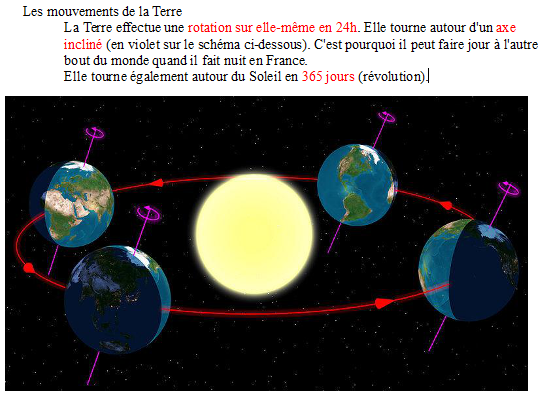 Les mouvements de la Terre
La Terre effectue une rotation sur elle-même en 24h. Elle tourne autour d'un axe
incliné (en violet sur le schéma ci-dessous). C'est pourquoi il peut faire jour à l'autre
bout du monde quand il fait nuit en France.
Elle tourne également autour du Soleil en 365 jours (révolution).